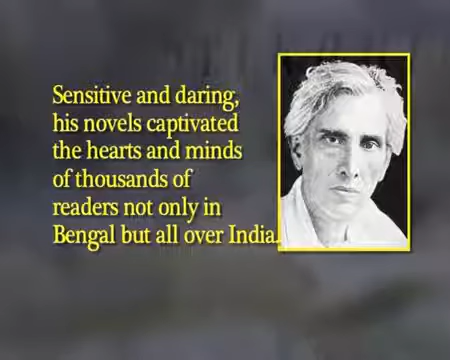 Sensitive and daring,
his novels captivated
the hearts and minds
of thousands of
readers not only in
Bengal but all over India.